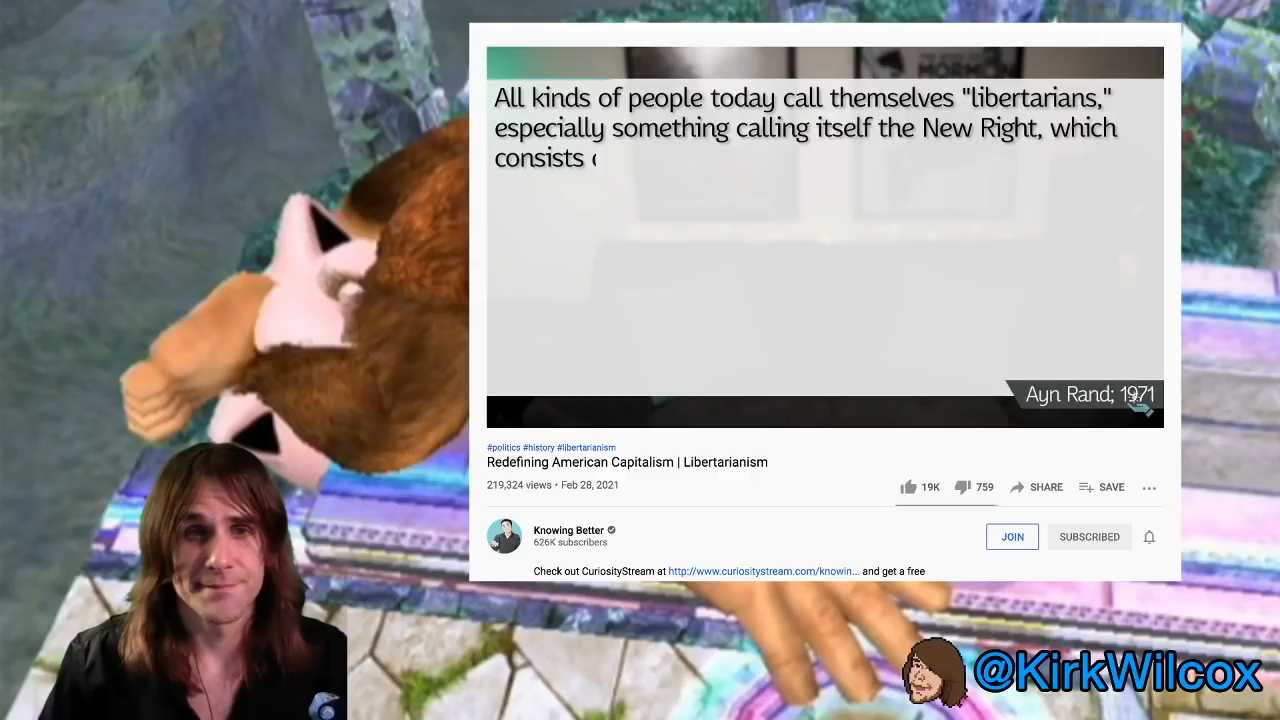 MORMON
All kinds of people today call themselves "libertarians,"
especially something calling itself the New Right, which
consists
Ayn Rand; 1971
#politics #history #libertarianism
Redefining American Capitalism | Libertarianism
219,324 views • Feb 28, 2021
19K 759 SHARE SAVE
Knowing Better
626K subscribers
JOIN SUBSCRIBED
Check out CuriosityStream at http://www.curiositystream.com/knowin... and get a free
@KirkWilcox